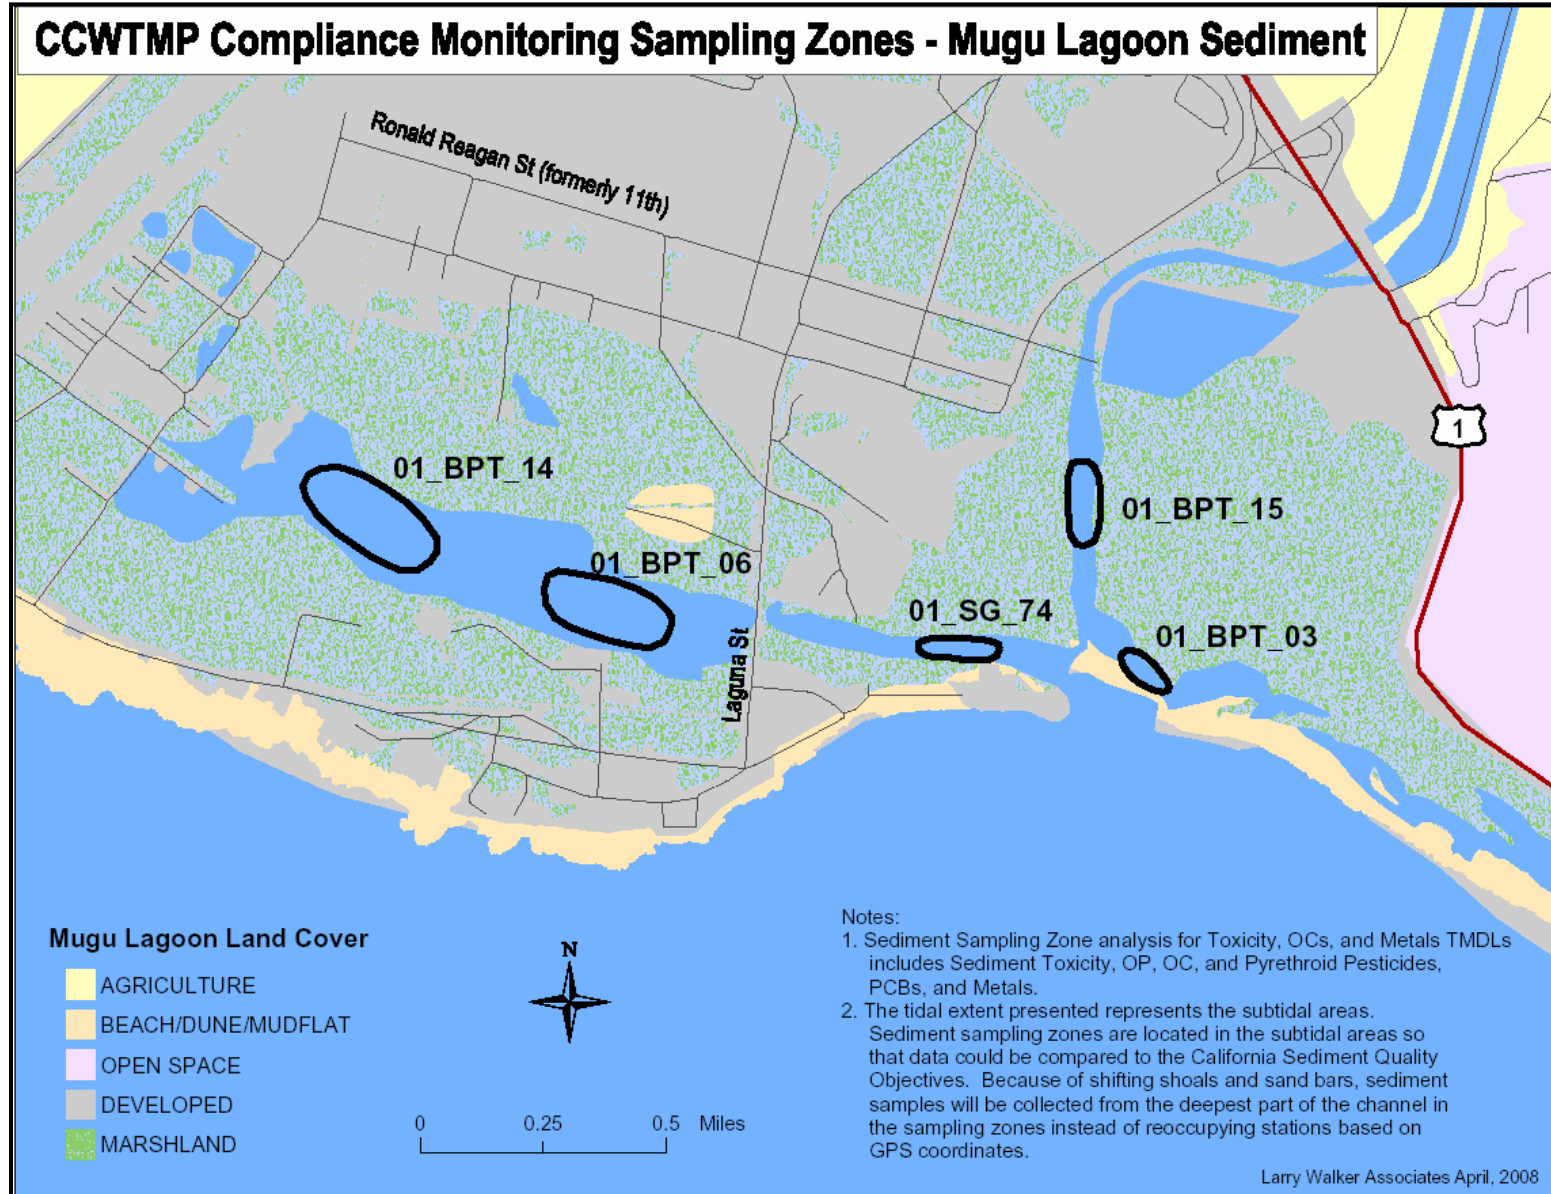 CCWTMP Compliance Monitoring Sampling Zones - Mugu Lagoon Sediment
Ronald Reagan St (formerly 11th)
1
01_BPT_14
01_BPT_15
01_BPT_06
01_SG_74
01_BPT_03
Laguna St
Mugu Lagoon Land Cover
AGRICULTURE
BEACH/DUNE/MUDFLAT
OPEN SPACE
DEVELOPED
MARSHLAND
N
0 0.25 0.5 Miles
Notes:
1. Sediment Sampling Zone analysis for Toxicity, OCs, and Metals TMDLs
includes Sediment Toxicity, OP, OC, and Pyrethroid Pesticides,
PCBs, and Metals.
2. The tidal extent presented represents the subtidal areas.
Sediment sampling zones are located in the subtidal areas so
that data could be compared to the California Sediment Quality
Objectives. Because of shifting shoals and sand bars, sediment
samples will be collected from the deepest part of the channel in
the sampling zones instead of reoccupying stations based on
GPS coordinates.
Larry Walker Associates April, 2008